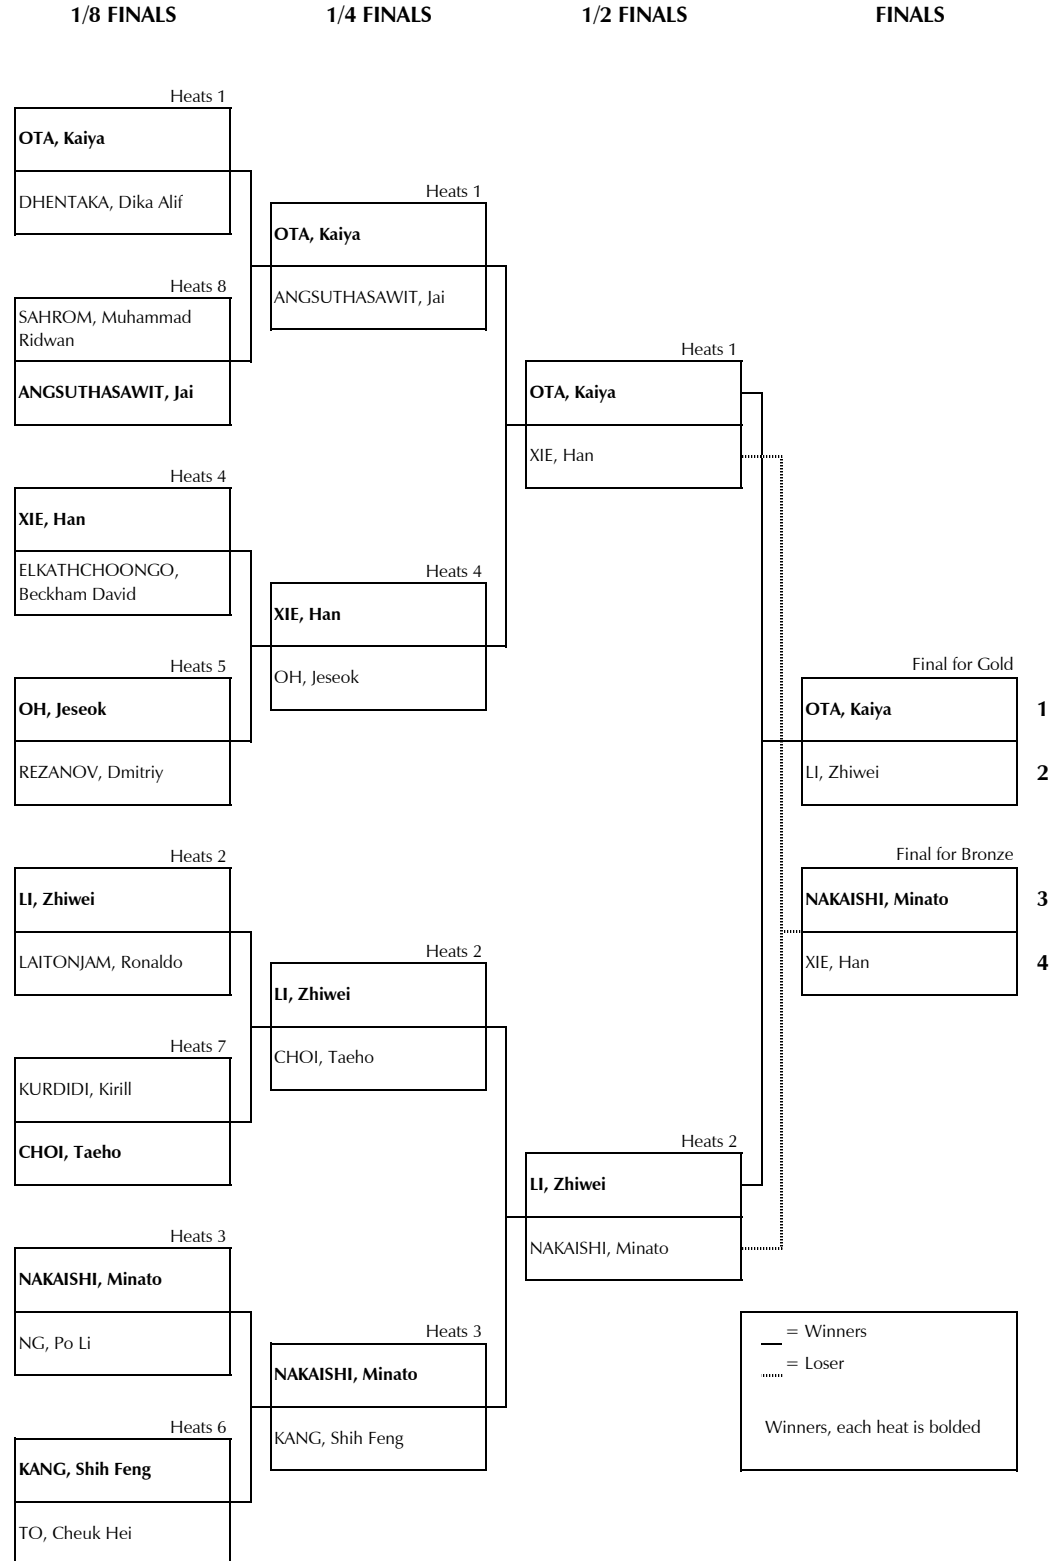 1/8 FINALS
1/4 FINALS
1/2 FINALS
FINALS
Heats 1
OTA, Kaiya
DHENTAKA, Dika Alif
Heats 8
SAHROM, Muhammad
Ridwan
ANGSUTHASAWIT, Jai
Heats 4
XIE, Han
ELKATHCHOONGO,
Beckham David
Heats 5
OH, Jeseok
REZANOV, Dmitriy
Heats 2
LI, Zhiwei
LAITONJAM, Ronaldo
Heats 7
KURDIDI, Kirill
CHOI, Taeho
Heats 3
NAKAISHI, Minato
NG, Po Li
Heats 6
KANG, Shih Feng
TO, Cheuk Hei
Heats 1
OTA, Kaiya
ANGSUTHASAWIT, Jai
Heats 4
XIE, Han
OH, Jeseok
Heats 2
LI, Zhiwei
CHOI, Taeho
Heats 3
NAKAISHI, Minato
KANG, Shih Feng
Heats 1
OTA, Kaiya
XIE, Han
Heats 2
LI, Zhiwei
NAKAISHI, Minato
Final for Gold
OTA, Kaiya 1
LI, Zhiwei 2
Final for Bronze
NAKAISHI, Minato 3
XIE, Han 4
= Winners
= Loser
Winners, each heat is bolded